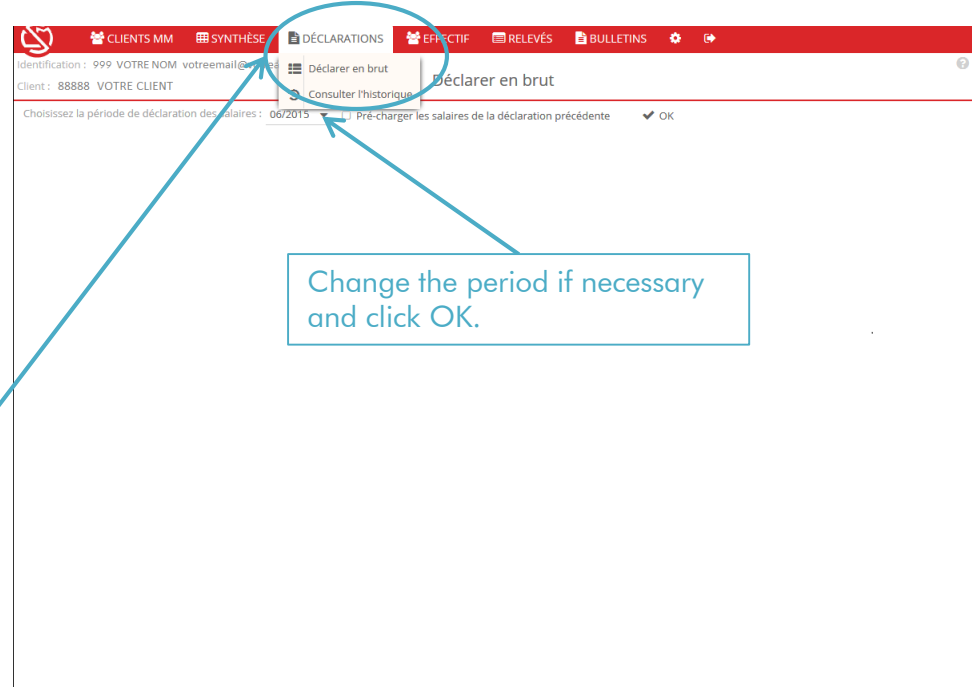 CLIENTS MM SYNTHÈSE DÉCLARATIONS EFFECTIF RELEVÉS BULLETINS
Identification : 999 VOTRE NOM
Déclarer en brut
Client : 88888 VOTRE CLIENT
Consulter l'historique
Déclarer en brut
Choisissez la période de déclaration des salaires : 06/2015 Pré-charger les salaires de la déclaration précédente OK
Change the period if necessary
and click OK.